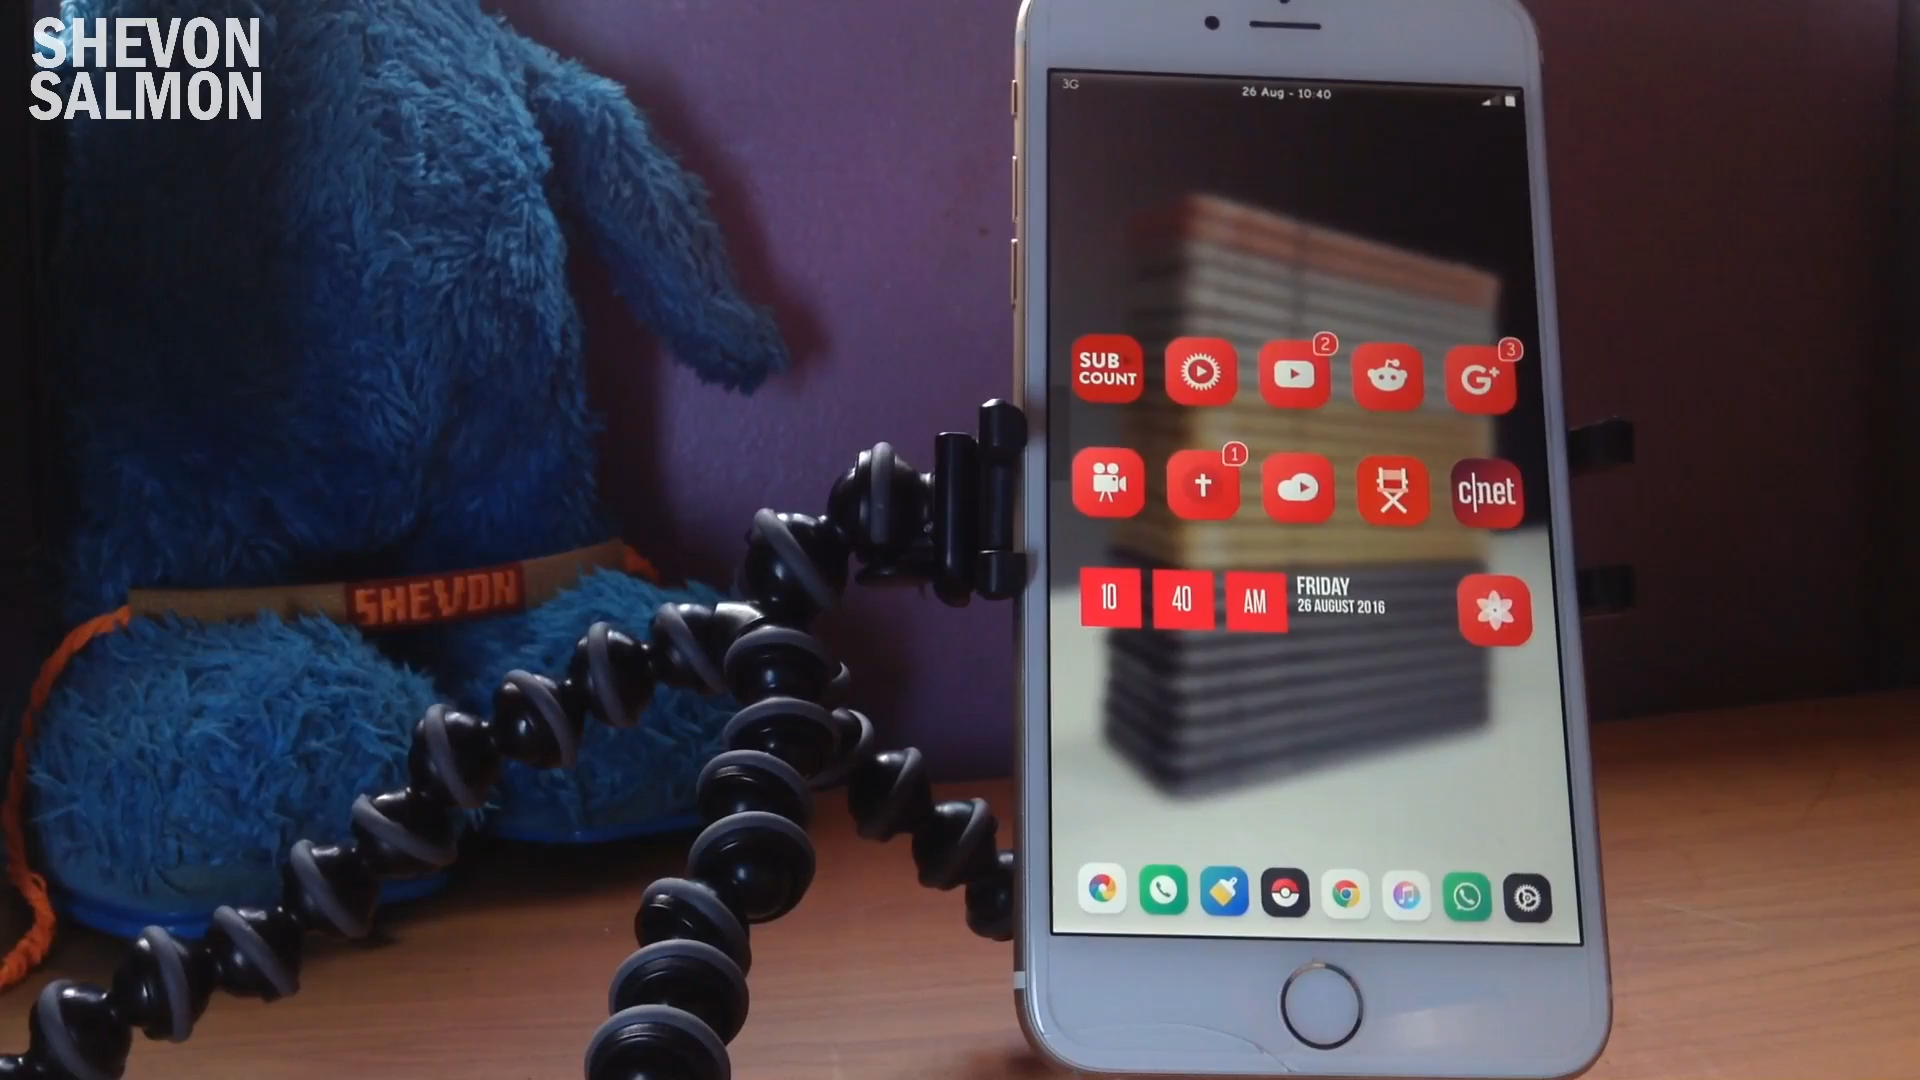 SHEVON
SALMON
3G
26 Aug - 10:40
SUB
COUNT
2
G+
3
1
c|net
10
40
AM
FRIDAY
26 AUGUST 2016
SHEVON